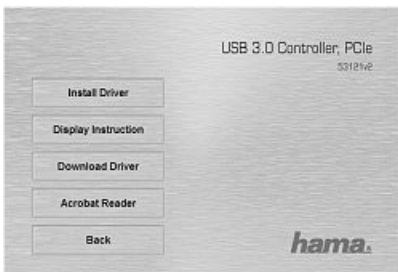 USB 3.0 Controller, PCIe
53121v2
Install Driver
Display Instruction
Download Driver
Acrobat Reader
Back
hama.